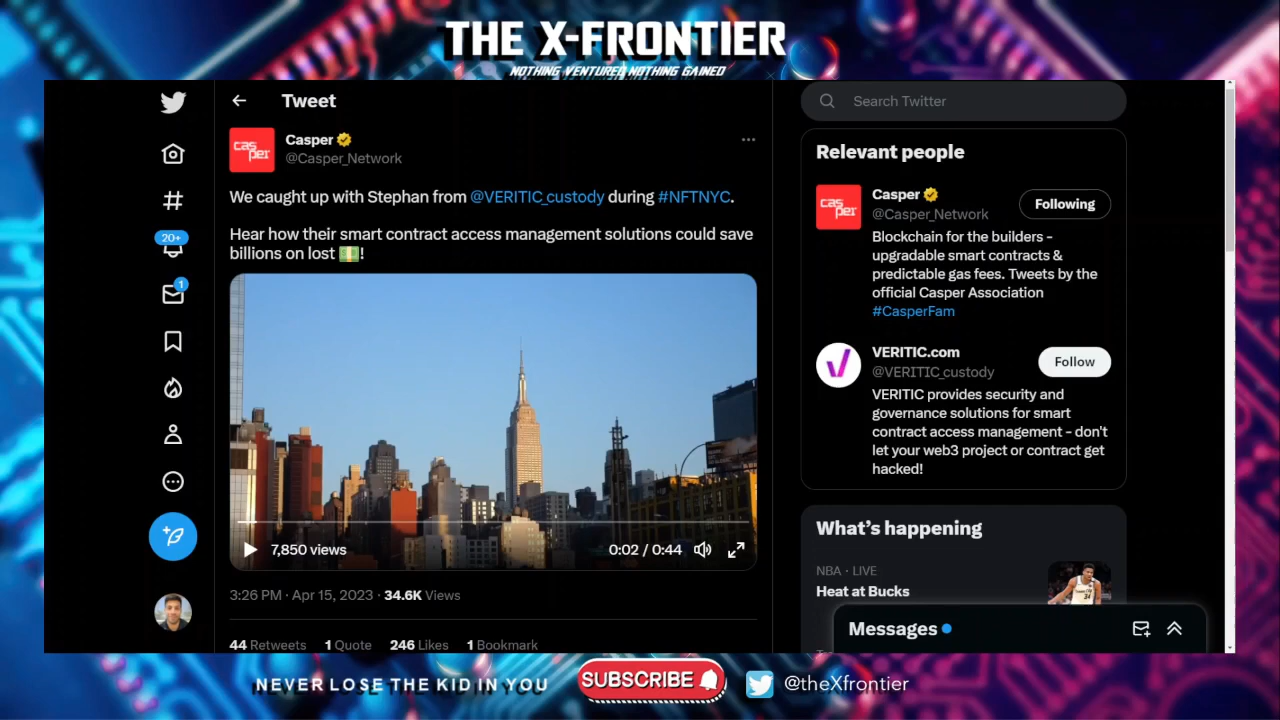 THE X-FRONTIER
NOTHING VENTURED NOTHING GAINED
Tweet
Search Twitter
casper
Casper
@Casper_Network
We caught up with Stephan from @VERITIC_custody during #NFTNYC.
Hear how their smart contract access management solutions could save
billions on lost 💵!
7,850 views
0:02 / 0:44
3:26 PM · Apr 15, 2023 · 34.6K Views
44 Retweets 1 Quote 246 Likes 1 Bookmark
20+
1
Relevant people
casper
Casper
@Casper_Network
Following
Blockchain for the builders -
upgradable smart contracts &
predictable gas fees. Tweets by the
official Casper Association
#CasperFam
VERITIC.com
@VERITIC_custody
Follow
VERITIC provides security and
governance solutions for smart
contract access management - don't
let your web3 project or contract get
hacked!
What's happening
NBA · LIVE
Heat at Bucks
Messages
NEVER LOSE THE KID IN YOU
SUBSCRIBE
@theXfrontier